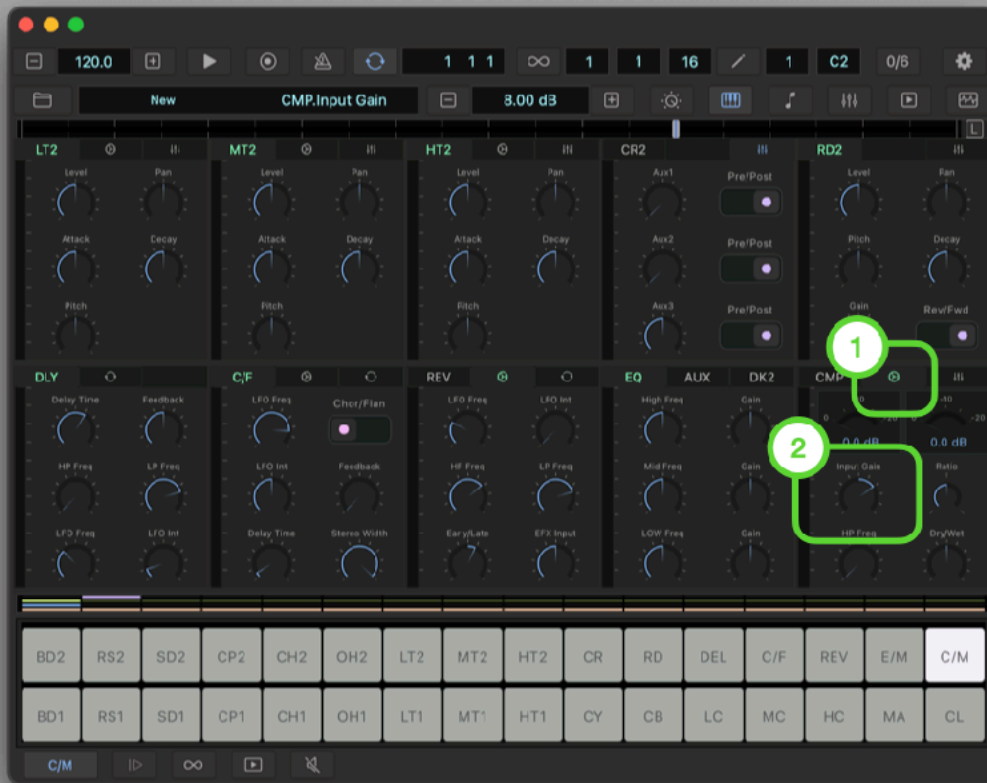 120.0 1 1 1 1 1 16 1 C2 0/6
New CMP.Input Gain 8.00 dB
L
LT2 MT2 HT2 CR2 RD2
Level Pan Level Pan Level Pan Aux1 Pre/Post Level Pan
Attack Decay Attack Decay Attack Decay Aux2 Pre/Post Pitch Decay
Pitch Pitch Pitch Aux3 Pre/Post Gain Rev/Fwd
1
DLY C/F REV EQ AUX DK2 CMP
Delay Time Feedback LFO Freq Chor/Flan LFO Freq LFO Int High Freq Gain
0 0 -20
0.0 dB 0.0 dB
2
HP Freq LP Freq LFO Int Feedback HF Freq LP Freq Mid Freq Gain Input Gain Ratio
LFO Freq LFO Int Delay Time Stereo Width Eary/Late EFX Input LOW Freq Gain HP Freq Dry/Wet
BD2 RS2 SD2 CP2 CH2 OH2 LT2 MT2 HT2 CR RD DEL C/F REV E/M C/M
BD1 RS1 SD1 CP1 CH1 OH1 LT1 MT1 HT1 CY CB LC MC HC MA CL
C/M